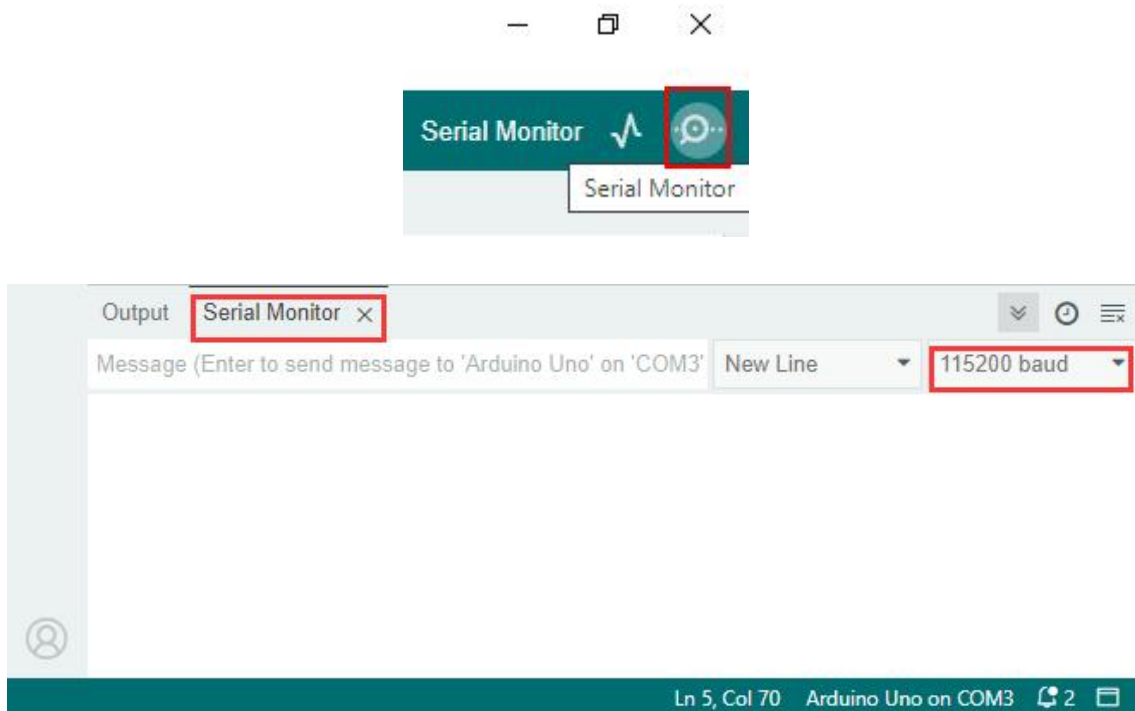 Serial Monitor
Serial Monitor
Output Serial Monitor
Message (Enter to send message to 'Arduino Uno' on 'COM3' New Line 115200 baud
Ln 5, Col 70 Arduino Uno on COM3 2